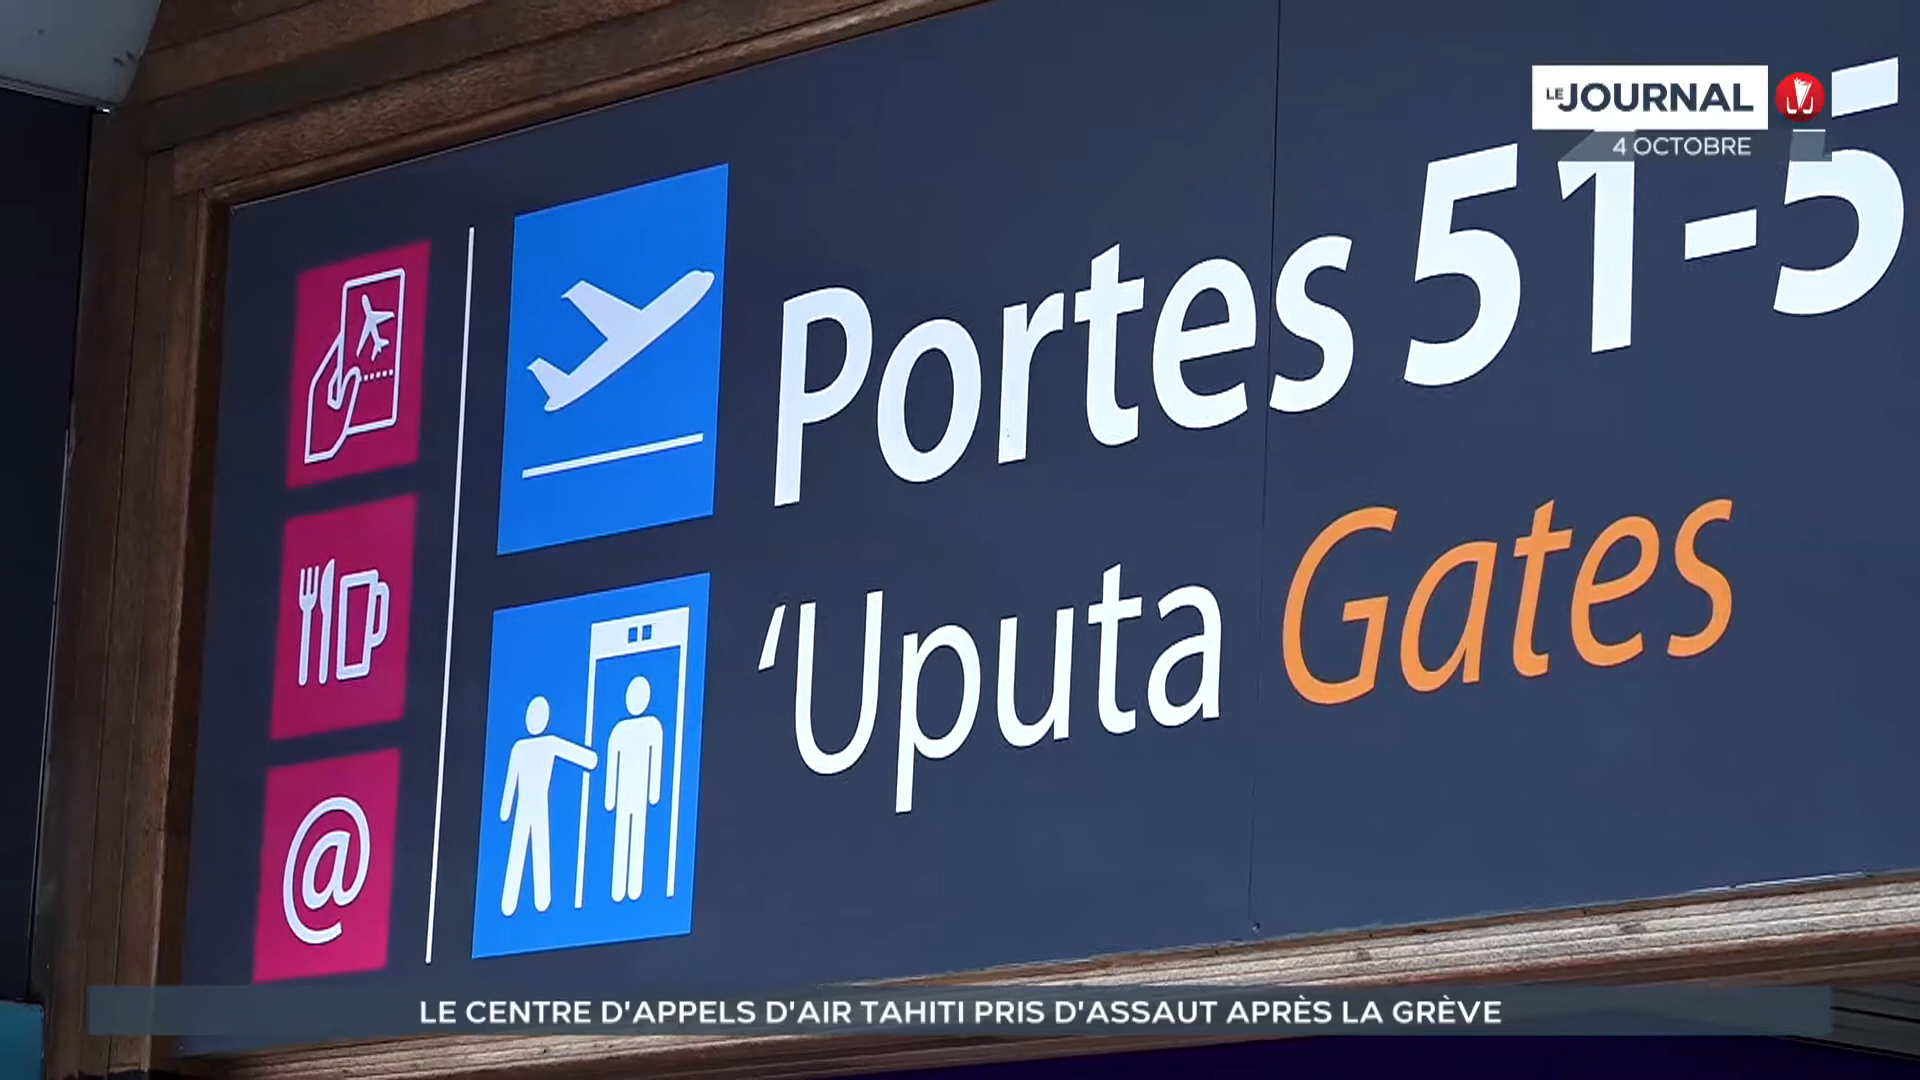 LE JOURNAL
4 OCTOBRE
Portes 51-5
‘Uputa Gates
@
LE CENTRE D'APPELS D'AIR TAHITI PRIS D'ASSAUT APRÈS LA GRÈVE